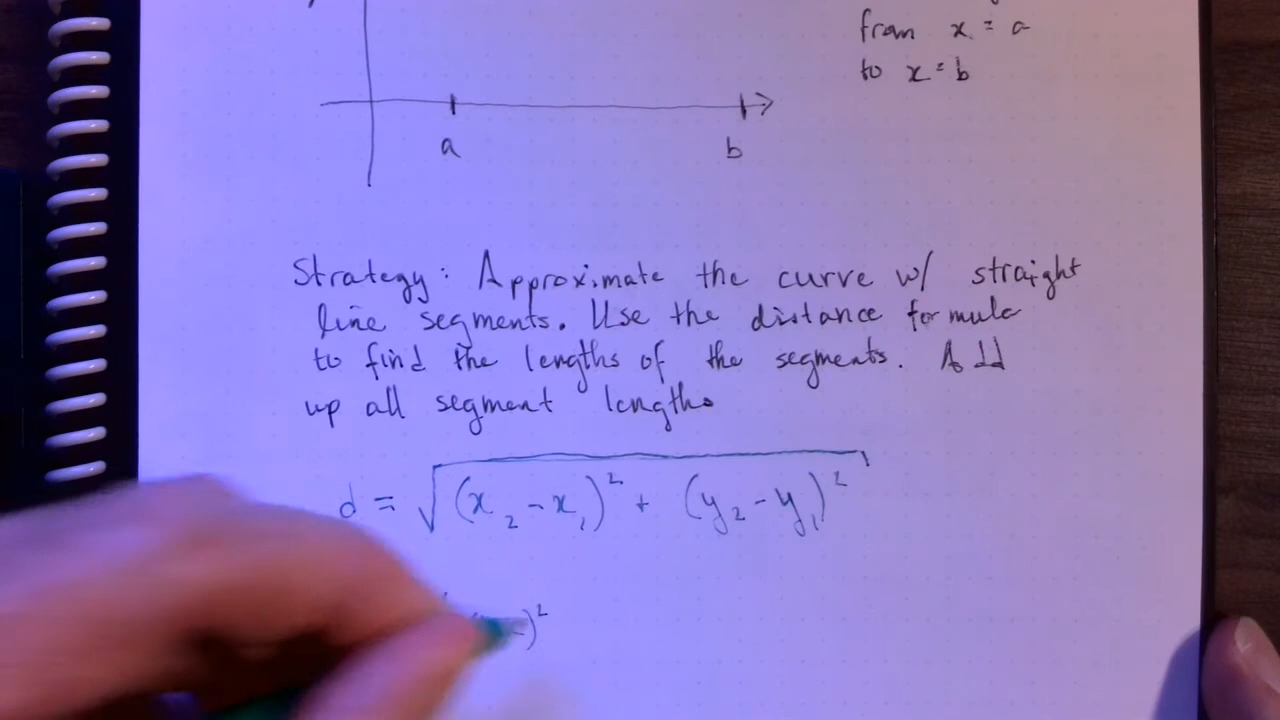 from x = a
to x = b
a b
Strategy: Approximate the curve w/ straight
line segments. Use the distance formula
to find the lengths of the segments. Add
up all segment lengths
d = √(x₂ - x₁)² + (y₂ - y₁)²
)²